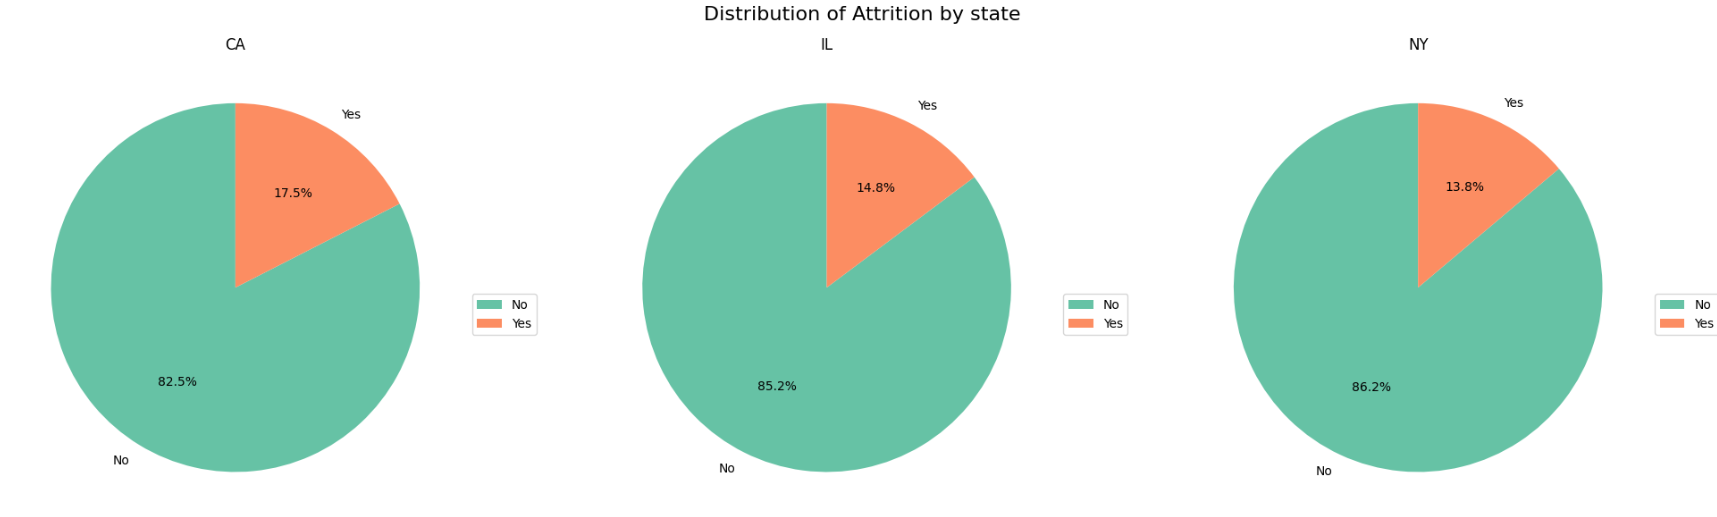 Distribution of Attrition by state
CA
Yes
17.5%
82.5%
No
No
Yes
IL
Yes
14.8%
85.2%
No
No
Yes
NY
Yes
13.8%
86.2%
No
No
Yes